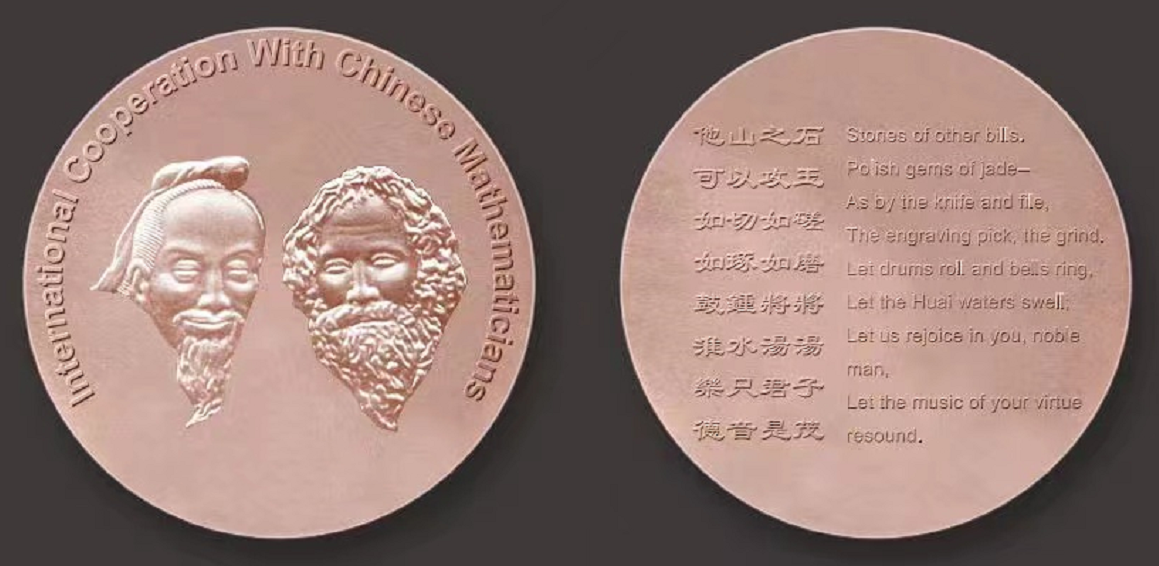 International Cooperation With Chinese Mathematicians
他山之石
可以攻玉
如切如磋
如琢如磨
鼓鍾將將
淮水湯湯
樂只君子
德音是茂
Stones of other bills.
Polish gems of jade–
As by the knife and file,
The engraving pick, the grind.
Let drums roll and bells ring,
Let the Huai waters swell;
Let us rejoice in you, noble
man,
Let the music of your virtue
resound.